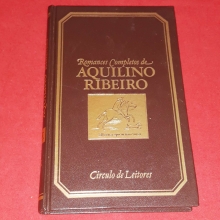 Romances Completos de
AQUILINO
RIBEIRO
Círculo de Leitores